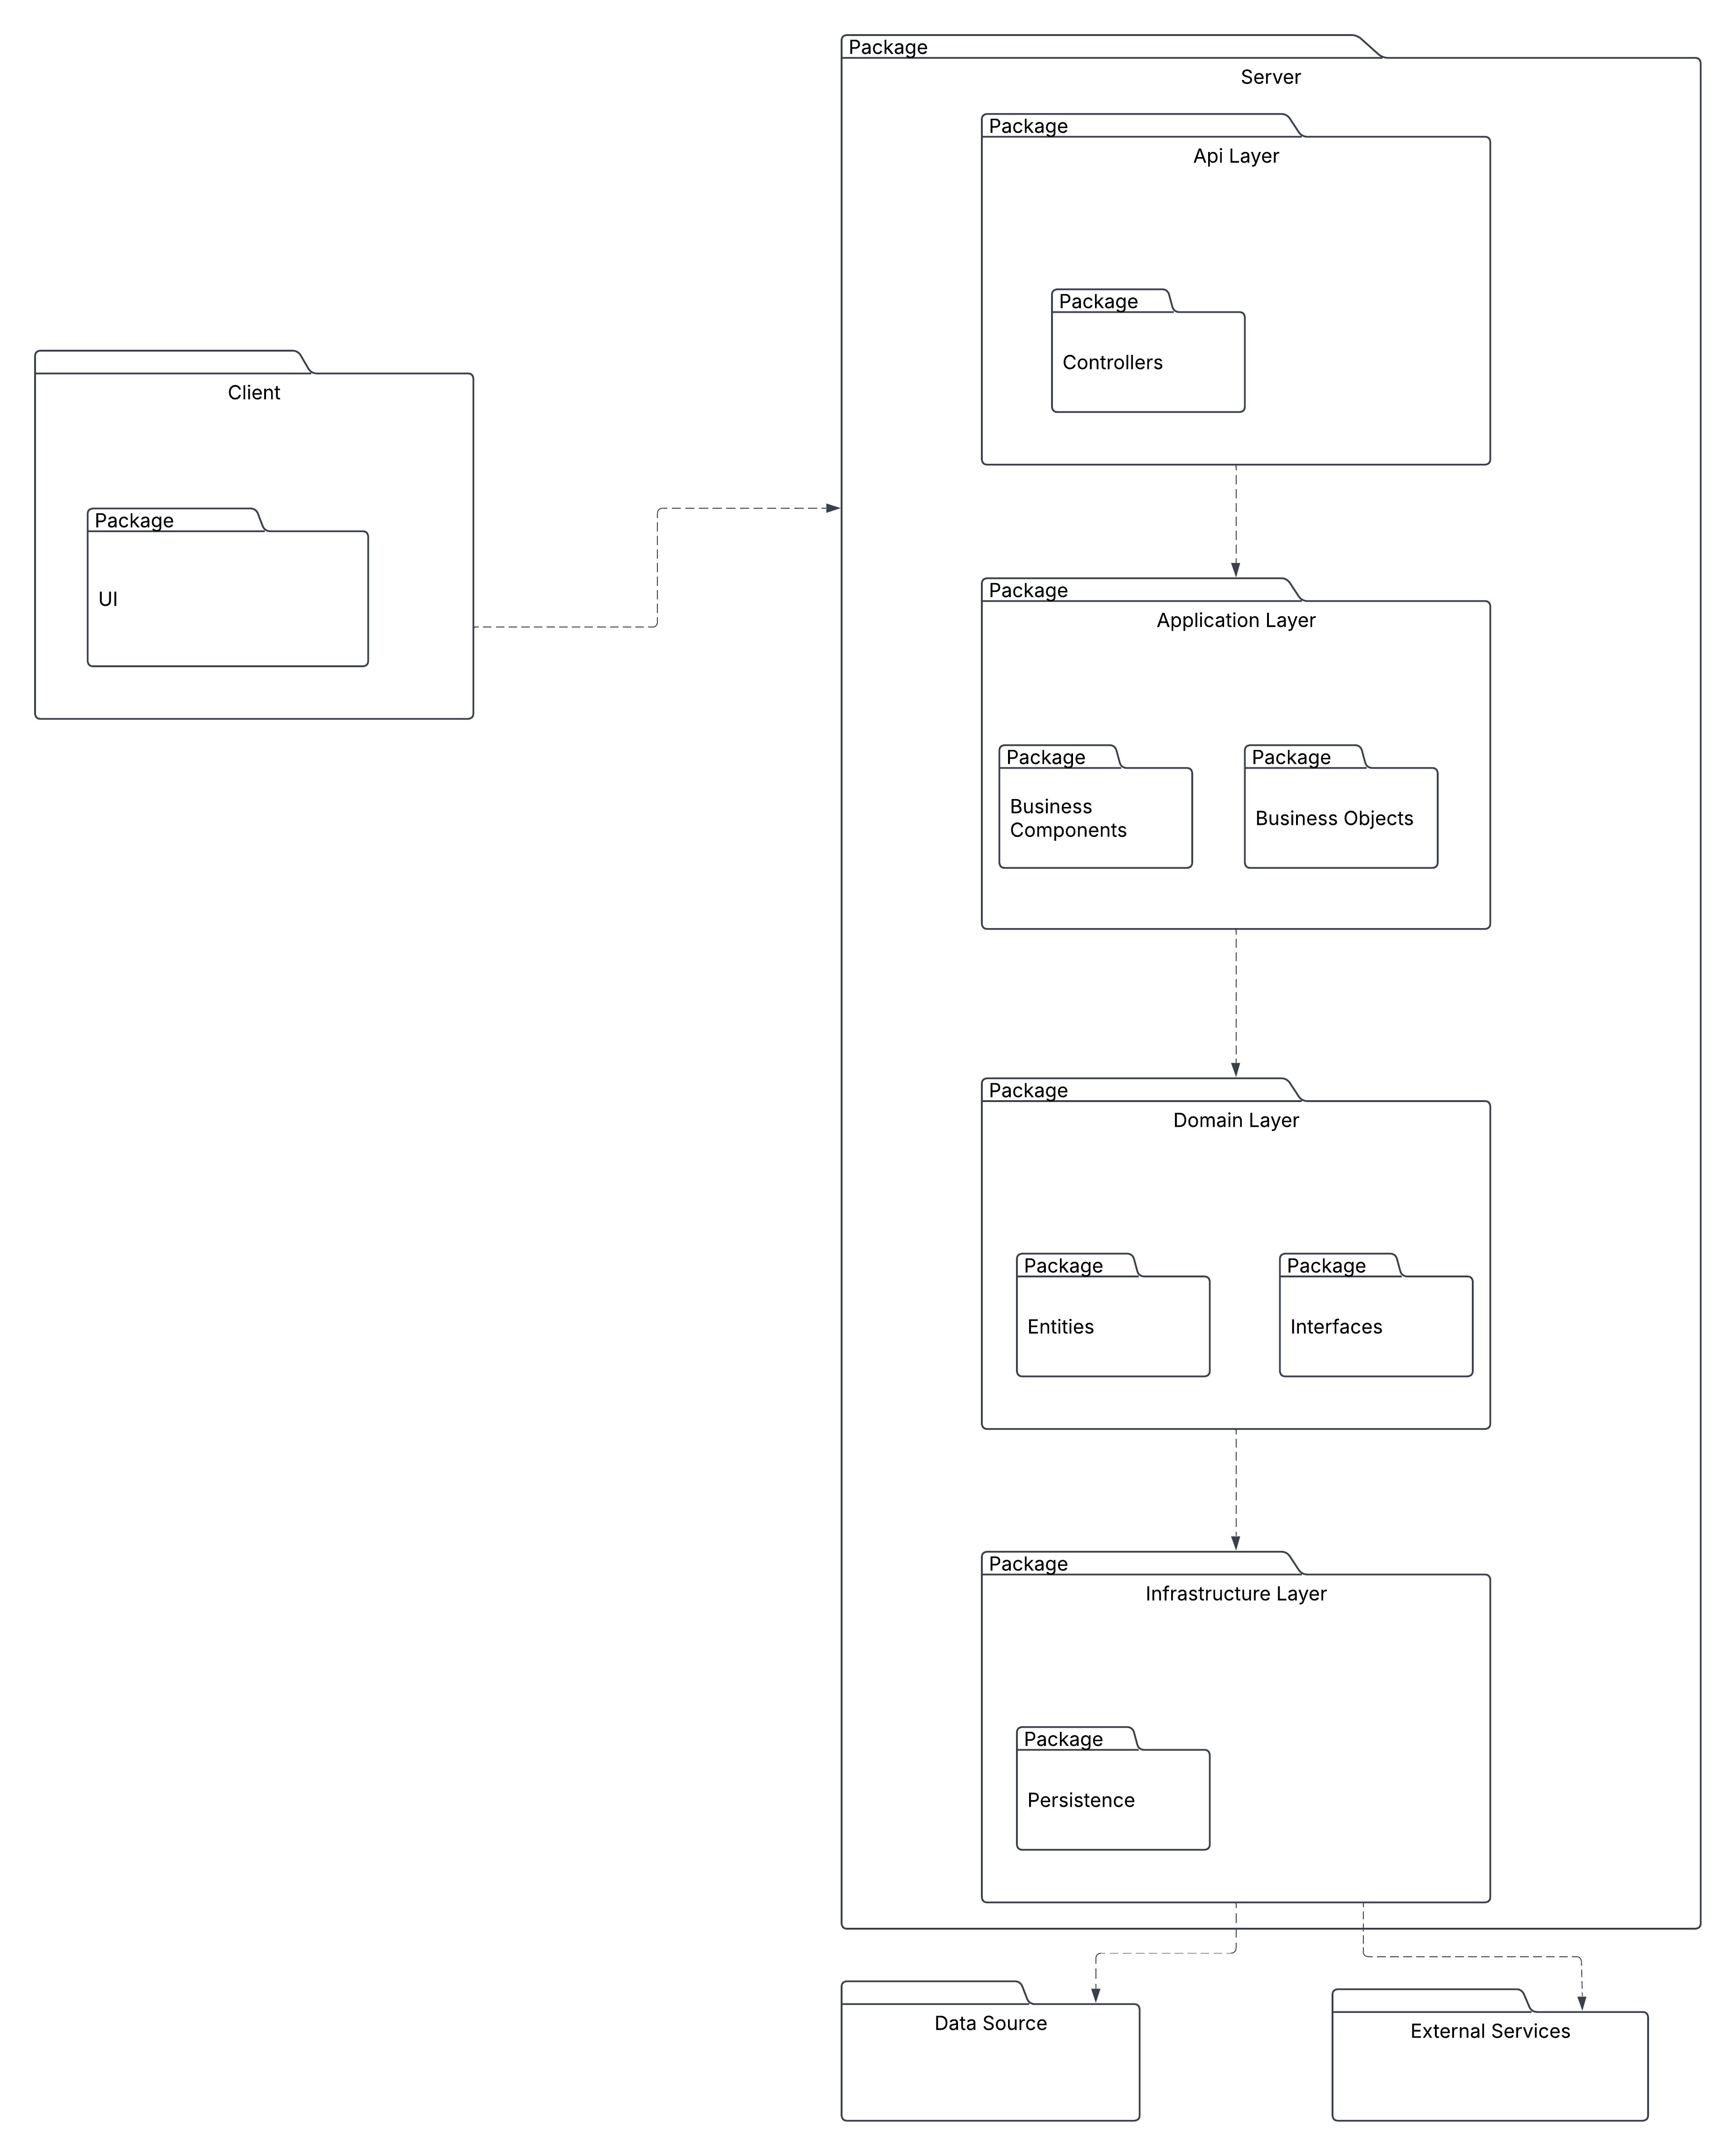 Package
Server
Package
Api Layer
Package
Controllers
Client
Package
UI
Package
Application Layer
Package
Business
Components
Package
Business Objects
Package
Domain Layer
Package
Entities
Package
Interfaces
Package
Infrastructure Layer
Package
Persistence
Data Source
External Services